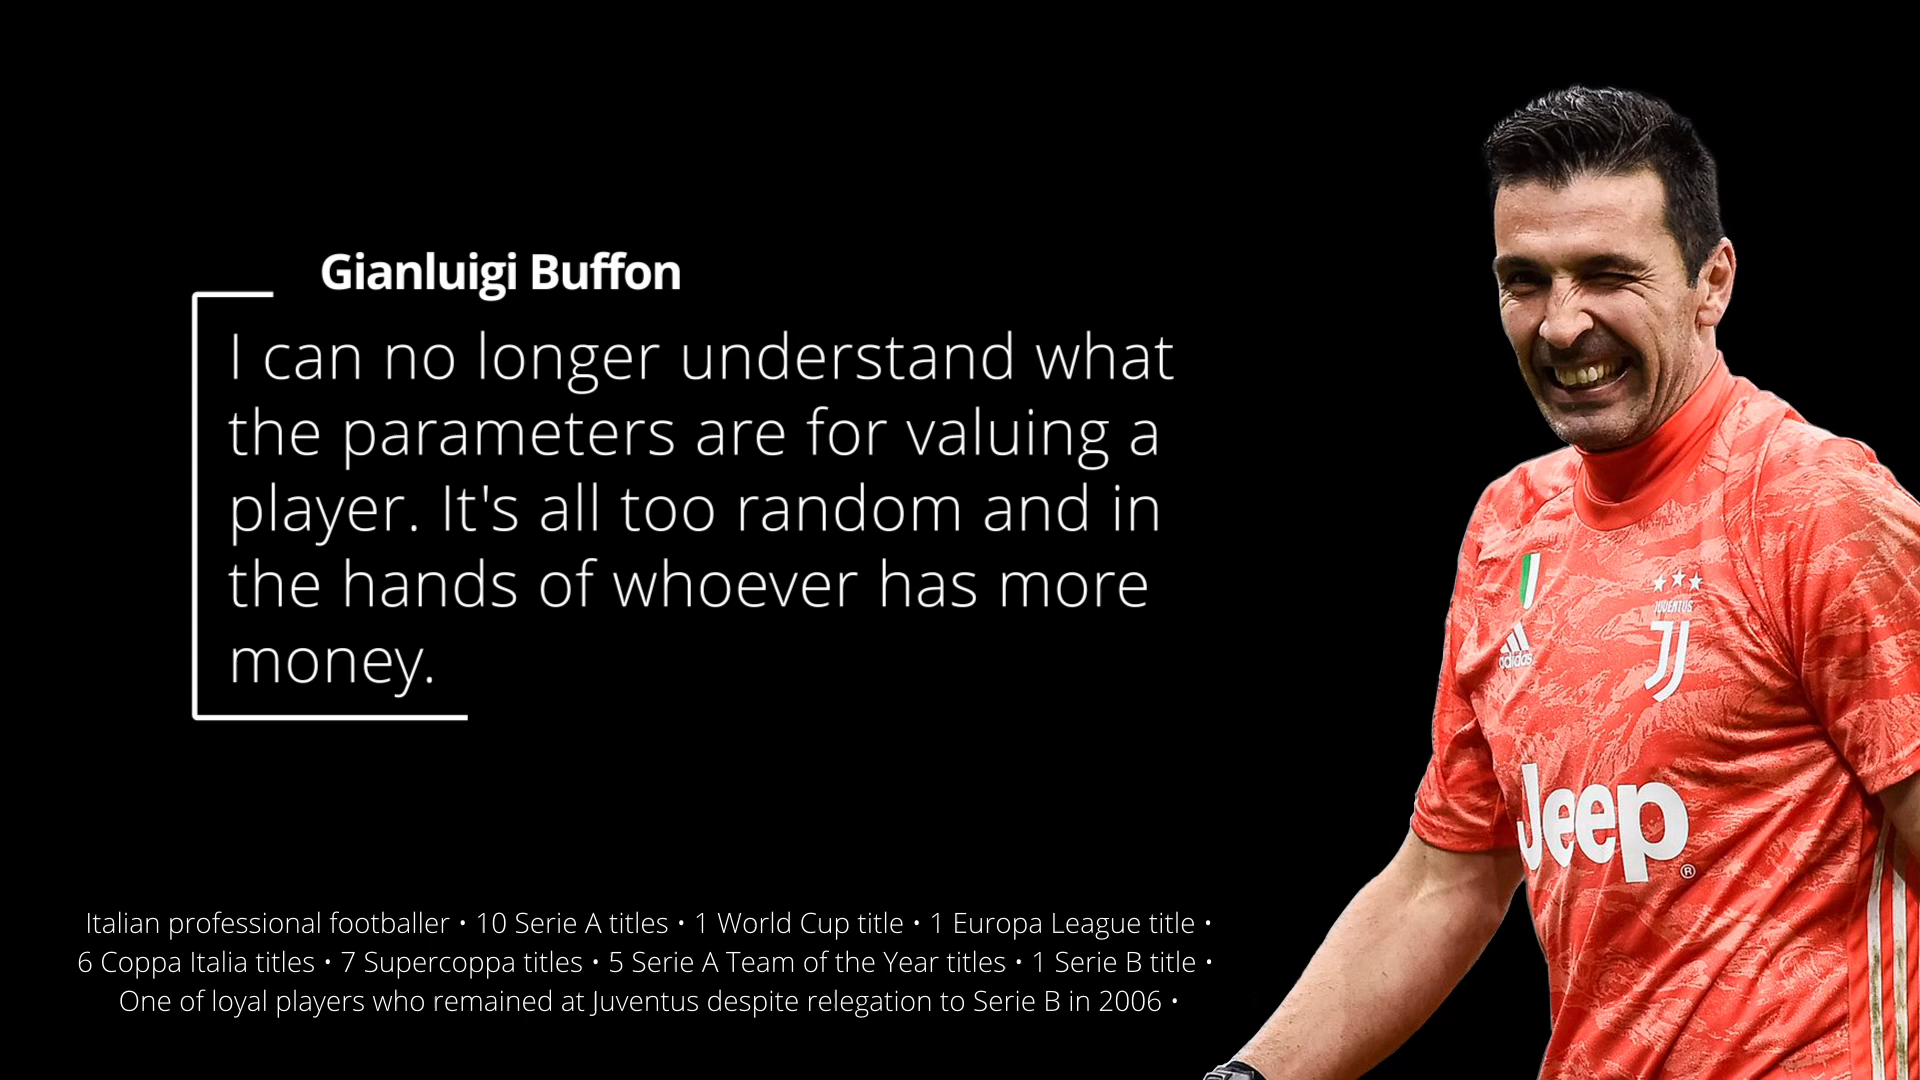 Gianluigi Buffon
I can no longer understand what
the parameters are for valuing a
player. It's all too random and in
the hands of whoever has more
money.
JUVENTUS
adidas
Jeep
®
Italian professional footballer • 10 Serie A titles • 1 World Cup title • 1 Europa League title •
6 Coppa Italia titles • 7 Supercoppa titles • 5 Serie A Team of the Year titles • 1 Serie B title •
One of loyal players who remained at Juventus despite relegation to Serie B in 2006 •